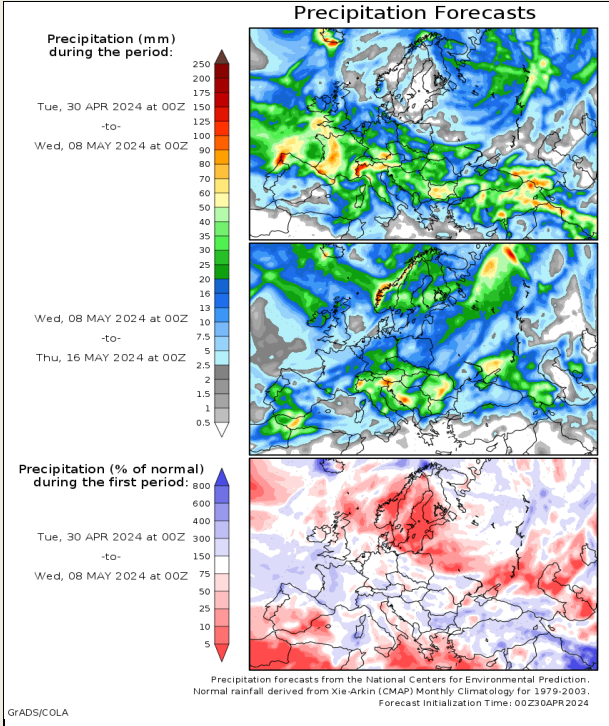 Precipitation Forecasts
Precipitation (mm)
during the period:
Tue, 30 APR 2024 at 00Z
-to-
Wed, 08 MAY 2024 at 00Z
Wed, 08 MAY 2024 at 00Z
-to-
Thu, 16 MAY 2024 at 00Z
250
200
175
150
125
100
90
80
70
60
50
40
35
30
25
20
16
13
10
7.5
5
2.5
2
1.5
1
0.5
Precipitation (% of normal)
during the first period:
Tue, 30 APR 2024 at 00Z
-to-
Wed, 08 MAY 2024 at 00Z
800
600
400
300
150
75
50
25
10
5
Precipitation forecasts from the National Centers for Environmental Prediction.
Normal rainfall derived from Xie-Arkin (CMAP) Monthly Climatology for 1979-2003.
Forecast Initialization Time: 00Z30APR2024
GrADS/COLA